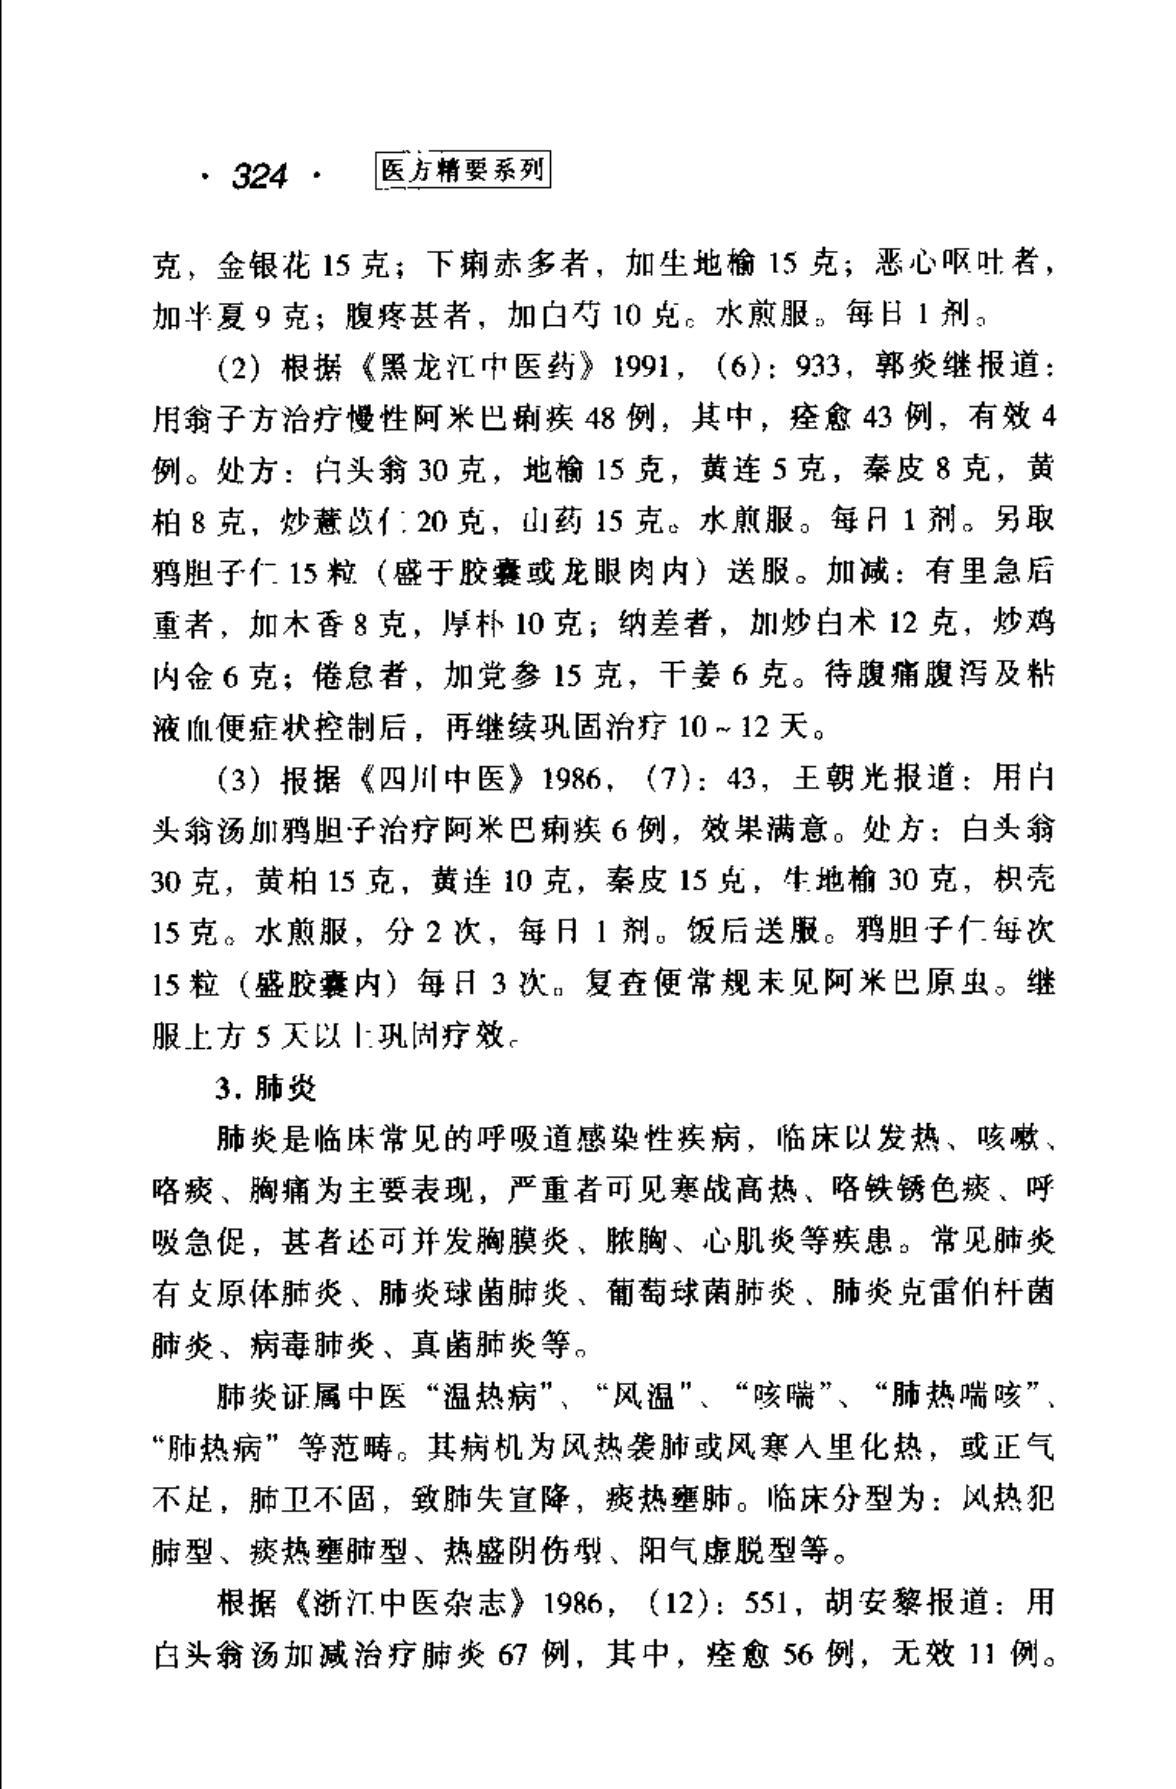 · 324 ·
医方精要系列
克，金银花 15 克；下痢赤多者，加生地榆 15 克；恶心呕吐者，
加半夏 9 克；腹疼甚者，加白芍 10 克。水煎服。每日 1 剂。
(2) 根据《黑龙江中医药》1991，(6)：933，郭炎继报道：
用翁子方治疗慢性阿米巴痢疾 48 例，其中，痊愈 43 例，有效 4
例。处方：白头翁 30 克，地榆 15 克，黄连 5 克，秦皮 8 克，黄
柏 8 克，炒薏苡仁 20 克，山药 15 克。水煎服。每日 1 剂。另取
鸦胆子仁 15 粒（盛于胶囊或龙眼肉内）送服。加减：有里急后
重者，加木香 8 克，厚朴 10 克；纳差者，加炒白术 12 克，炒鸡
内金 6 克；倦怠者，加党参 15 克，干姜 6 克。待腹痛腹泻及粘
液血便症状控制后，再继续巩固治疗 10～12 天。
(3) 根据《四川中医》1986，(7)：43，王朝光报道：用白
头翁汤加鸦胆子治疗阿米巴痢疾 6 例，效果满意。处方：白头翁
30 克，黄柏 15 克，黄连 10 克，秦皮 15 克，生地榆 30 克，枳壳
15 克。水煎服，分 2 次，每日 1 剂。饭后送服。鸦胆子仁每次
15 粒（盛胶囊内）每日 3 次。复查便常规未见阿米巴原虫。继
服上方 5 天以上巩固疗效。
3. 肺炎
肺炎是临床常见的呼吸道感染性疾病，临床以发热、咳嗽、
咯痰、胸痛为主要表现，严重者可见寒战高热、咯铁锈色痰、呼
吸急促，甚者还可并发胸膜炎、脓胸、心肌炎等疾患。常见肺炎
有支原体肺炎、肺炎球菌肺炎、葡萄球菌肺炎、肺炎克雷伯杆菌
肺炎、病毒肺炎、真菌肺炎等。
肺炎证属中医“温热病”、“风温”、“咳喘”、“肺热喘咳”、
“肺热病”等范畴。其病机为风热袭肺或风寒入里化热，或正气
不足，肺卫不固，致肺失宣降，痰热壅肺。临床分型为：风热犯
肺型、痰热壅肺型、热盛阴伤型、阳气虚脱型等。
根据《浙江中医杂志》1986，(12)：551，胡安黎报道：用
白头翁汤加减治疗肺炎 67 例，其中，痊愈 56 例，无效 11 例。